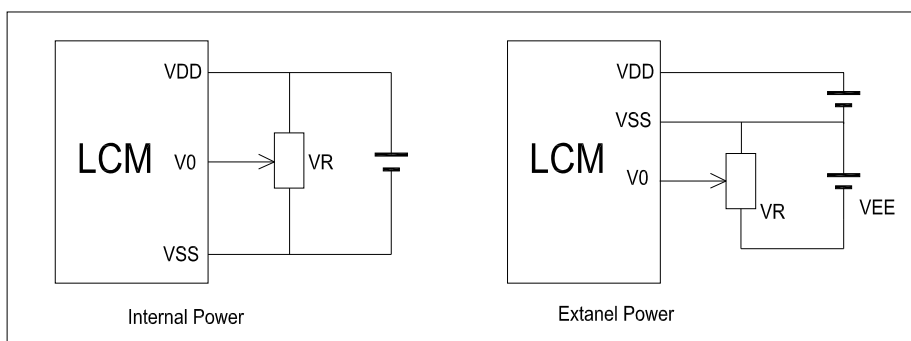 VDD
LCM
V0
VR
VSS
Internal Power
VDD
VSS
LCM
V0
VR
VEE
Extanel Power